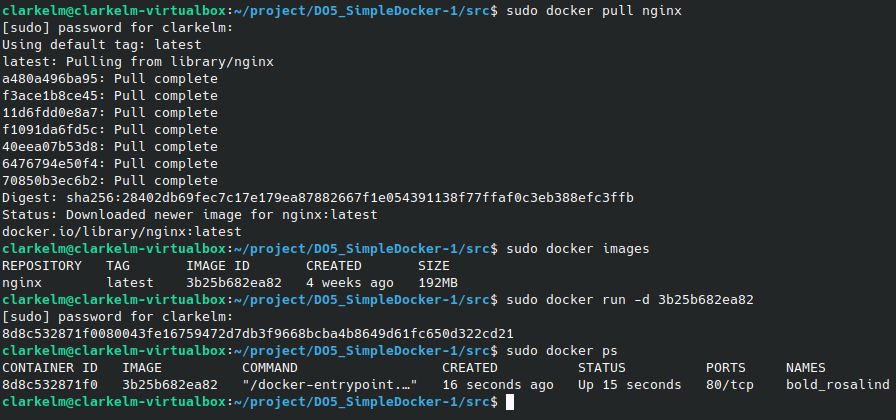 clarkelm@clarkelm-virtualbox:~/project/DO5_SimpleDocker-1/src$ sudo docker pull nginx
[sudo] password for clarkelm:
Using default tag: latest
latest: Pulling from library/nginx
a480a496ba95: Pull complete
f3ace1b8ce45: Pull complete
11d6fdd0e8a7: Pull complete
f1091da6fd5c: Pull complete
40eea07b53d8: Pull complete
6476794e50f4: Pull complete
70850b3ec6b2: Pull complete
Digest: sha256:28402db69fec7c17e179ea87882667f1e054391138f77ffaf0c3eb388efc3ffb
Status: Downloaded newer image for nginx:latest
docker.io/library/nginx:latest
clarkelm@clarkelm-virtualbox:~/project/DO5_SimpleDocker-1/src$ sudo docker images
REPOSITORY   TAG       IMAGE ID       CREATED       SIZE
nginx        latest    3b25b682ea82   4 weeks ago   192MB
clarkelm@clarkelm-virtualbox:~/project/DO5_SimpleDocker-1/src$ sudo docker run -d 3b25b682ea82
[sudo] password for clarkelm:
8d8c532871f0080043fe16759472d7db3f9668bcba4b8649d61fc650d322cd21
clarkelm@clarkelm-virtualbox:~/project/DO5_SimpleDocker-1/src$ sudo docker ps
CONTAINER ID   IMAGE          COMMAND                  CREATED          STATUS          PORTS     NAMES
8d8c532871f0   3b25b682ea82   "/docker-entrypoint.…"   16 seconds ago   Up 15 seconds   80/tcp    bold_rosalind
clarkelm@clarkelm-virtualbox:~/project/DO5_SimpleDocker-1/src$